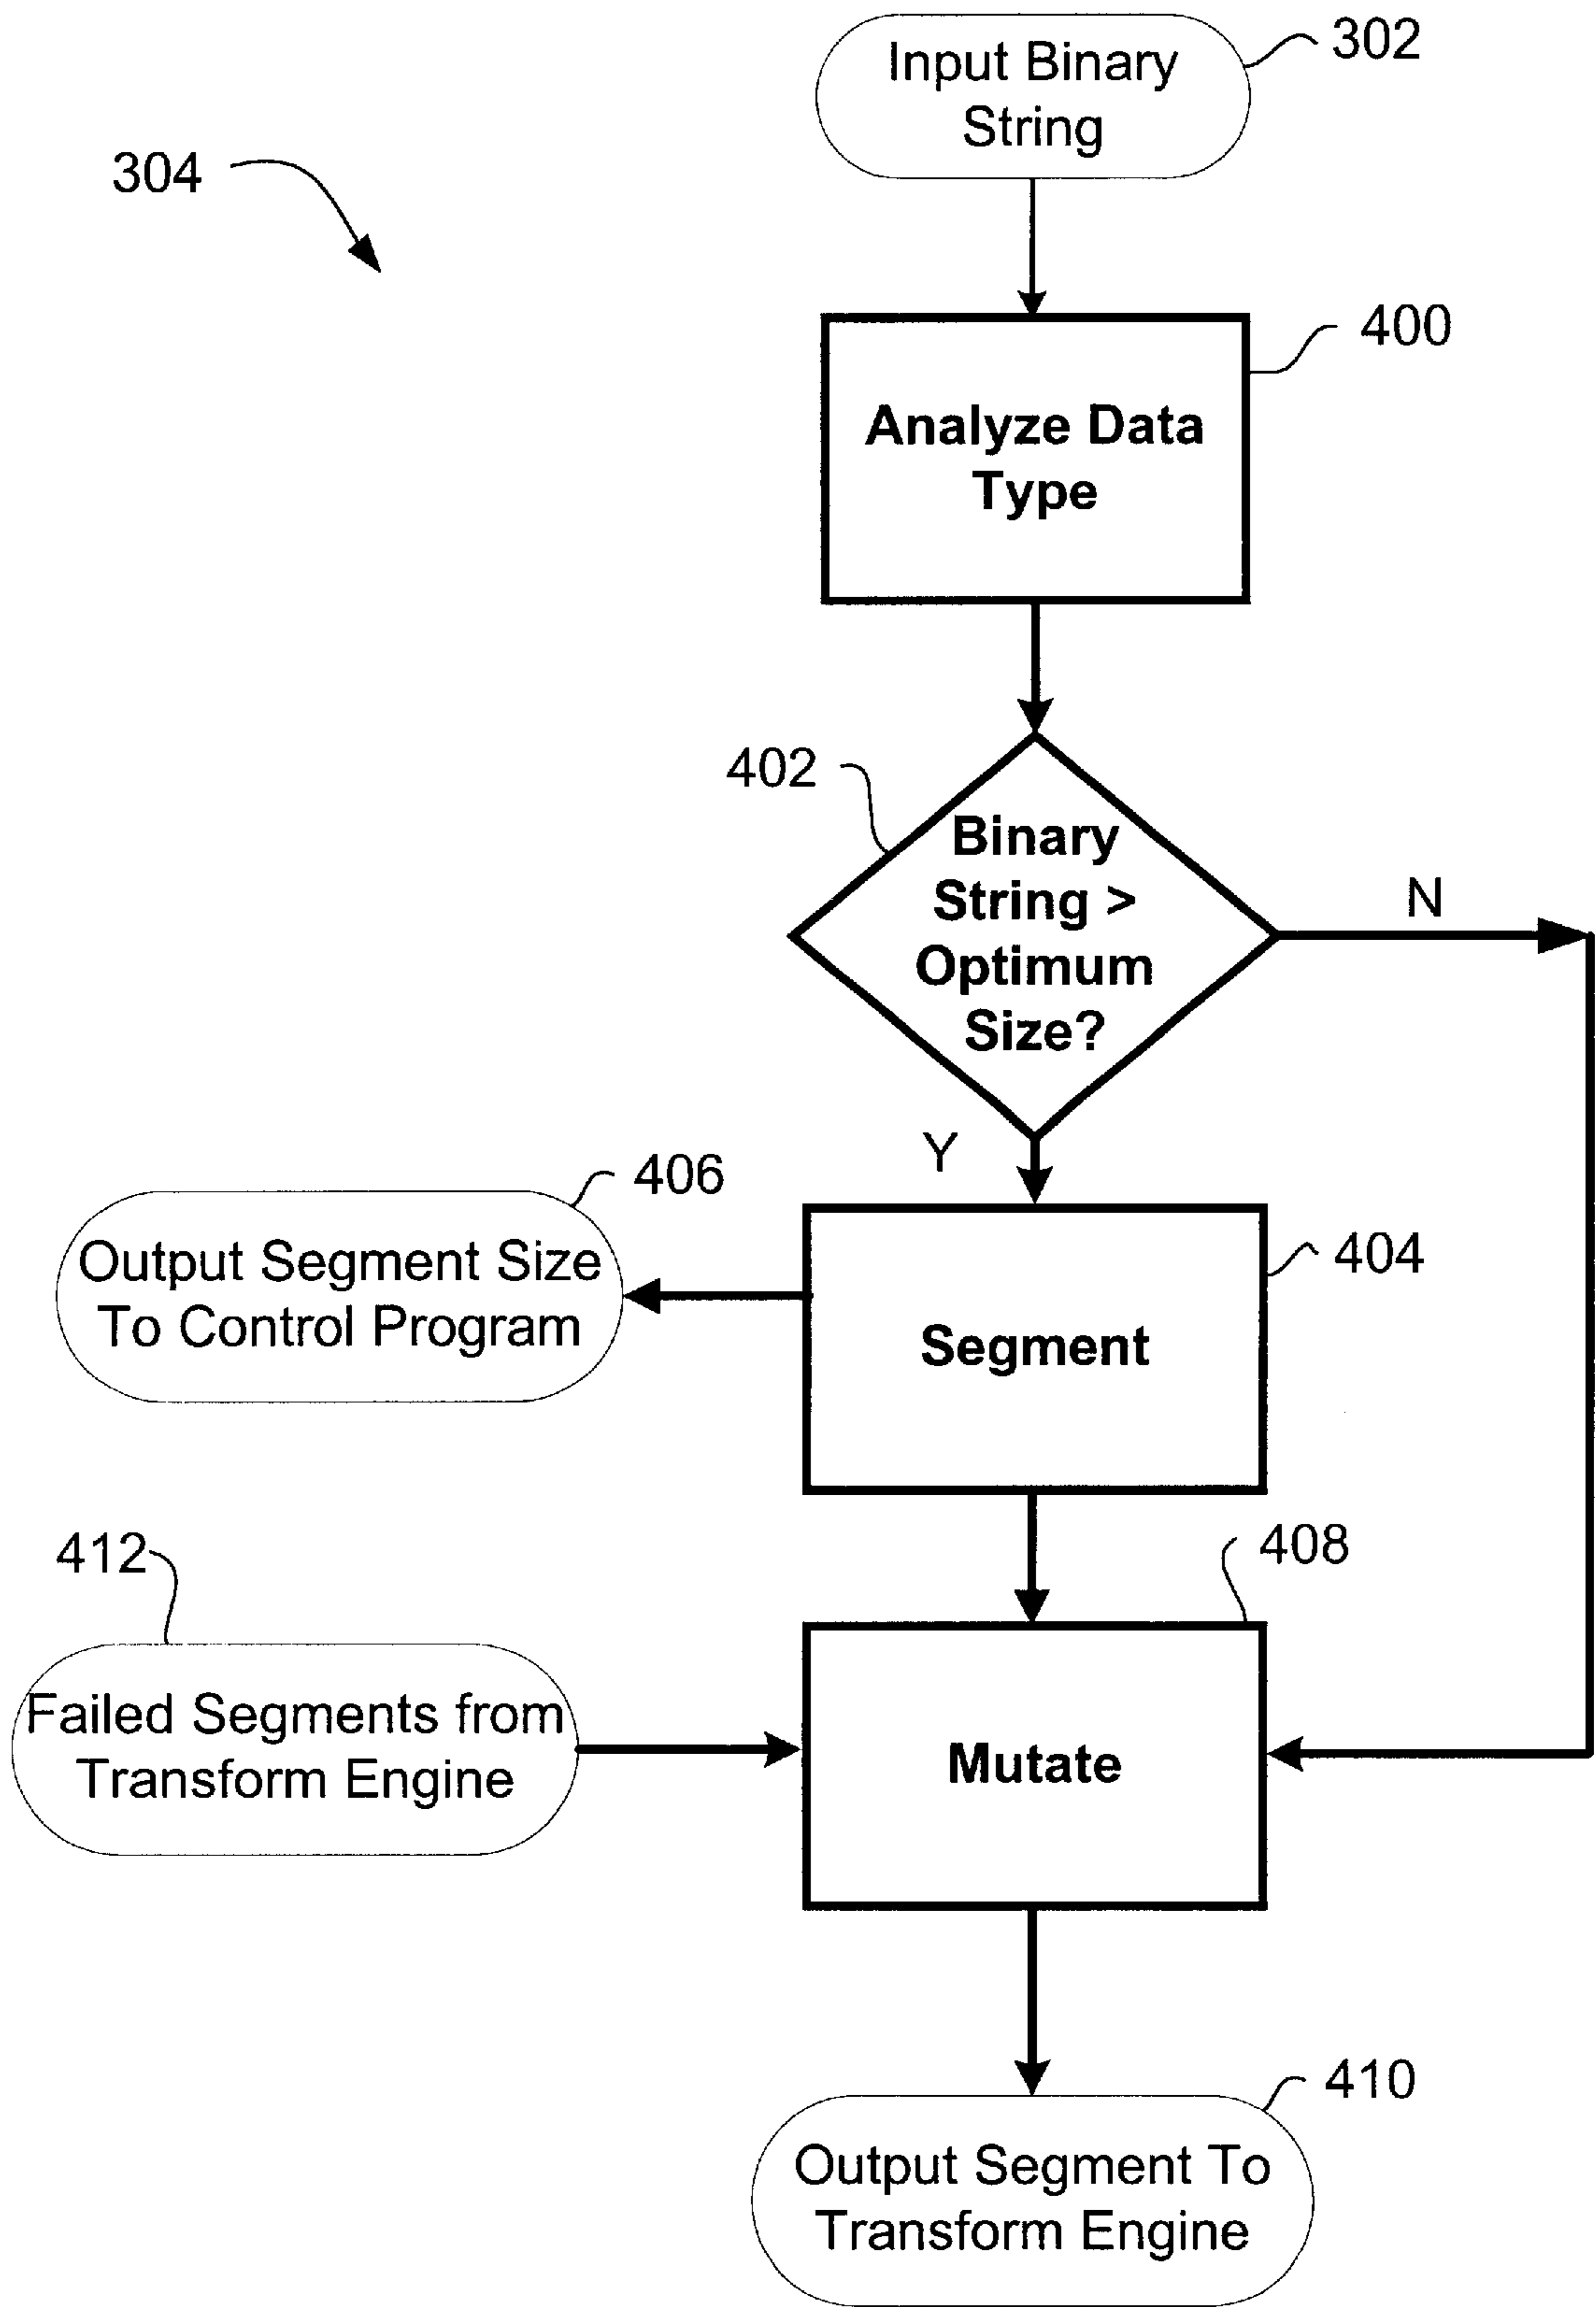 Input Binary
String
302
304
400
Analyze Data
Type
402
Binary
String >
Optimum
Size?
N
Y
406
Output Segment Size
To Control Program
404
Segment
412
408
Failed Segments from
Transform Engine
Mutate
410
Output Segment To
Transform Engine